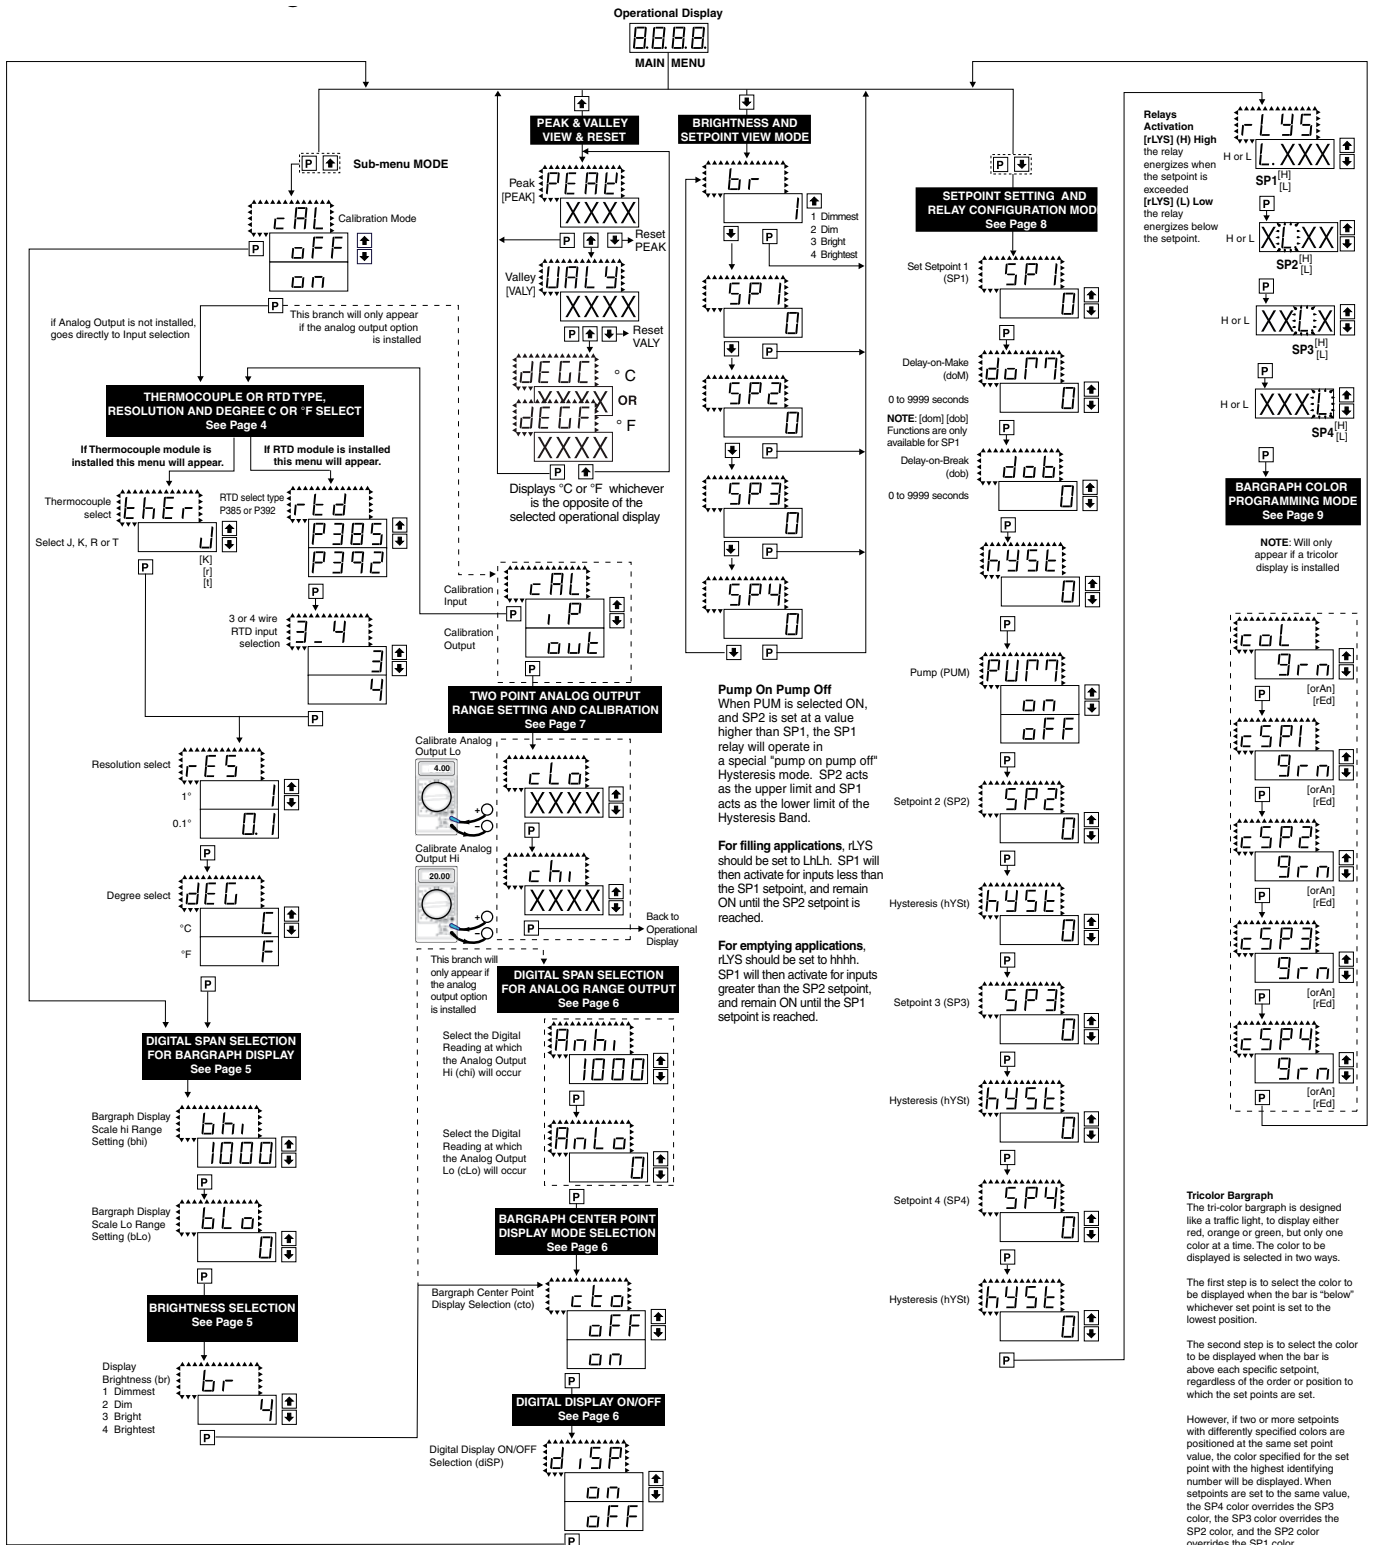 Operational Display
8.8.8.8.
MAIN MENU
P
Sub-menu MODE
cAL
Calibration Mode
oFF
on
P
P
if Analog Output is not installed,
goes directly to Input selection
This branch will only appear
if the analog output option
is installed
THERMOCOUPLE OR RTD TYPE,
RESOLUTION AND DEGREE C OR °F SELECT
See Page 4
If Thermocouple module is
installed this menu will appear.
If RTD module is installed
this menu will appear.
Thermocouple
select
thEr
Select J, K, R or T
J
[K]
[r]
[t]
P
RTD select type
P385 or P392
rtd
P385
P392
P
3 or 4 wire
RTD input
selection
3_4
3
4
P
Resolution select
rES
1°
1
0.1°
0.1
P
Degree select
dEG
°C
C
°F
F
P
DIGITAL SPAN SELECTION
FOR BARGRAPH DISPLAY
See Page 5
Bargraph Display
Scale hi Range
Setting (bhi)
bhi
1000
P
Bargraph Display
Scale Lo Range
Setting (bLo)
bLo
0
P
BRIGHTNESS SELECTION
See Page 5
Display
Brightness (br)
1 Dimmest
2 Dim
3 Bright
4 Brightest
br
4
P
PEAK & VALLEY
VIEW & RESET
Peak
[PEAK]
PEAK
XXXX
P
Reset
PEAK
Valley
[VALY]
VALY
XXXX
P
Reset
VALY
dEGC
° C
XXXX
OR
dEGF
° F
XXXX
P
Displays °C or °F whichever
is the opposite of the
selected operational display
Calibration
Input
cAL
P
iP
Calibration
Output
out
P
TWO POINT ANALOG OUTPUT
RANGE SETTING AND CALIBRATION
See Page 7
Calibrate Analog
Output Lo
4.00
+
−
cLo
XXXX
P
Calibrate Analog
Output Hi
20.00
+
−
chi
XXXX
P
Back to
Operational
Display
This branch will
only appear if
the analog
output option
is installed
DIGITAL SPAN SELECTION
FOR ANALOG RANGE OUTPUT
See Page 6
Select the Digital
Reading at which
the Analog Output
Hi (chi) will occur
Anhi
1000
P
Select the Digital
Reading at which
the Analog Output
Lo (cLo) will occur
AnLo
0
P
BARGRAPH CENTER POINT
DISPLAY MODE SELECTION
See Page 6
Bargraph Center Point
Display Selection (cto)
cto
oFF
on
P
DIGITAL DISPLAY ON/OFF
See Page 6
Digital Display ON/OFF
Selection (diSP)
diSP
on
oFF
P
BRIGHTNESS AND
SETPOINT VIEW MODE
br
1
1 Dimmest
2 Dim
3 Bright
4 Brightest
P
SP1
0
P
SP2
0
P
SP3
0
P
SP4
0
P
Pump On Pump Off
When PUM is selected ON,
and SP2 is set at a value
higher than SP1, the SP1
relay will operate in
a special "pump on pump off"
Hysteresis mode. SP2 acts
as the upper limit and SP1
acts as the lower limit of the
Hysteresis Band.
For filling applications, rLYS
should be set to LhLh. SP1 will
then activate for inputs less than
the SP1 setpoint, and remain
ON until the SP2 setpoint is
reached.
For emptying applications,
rLYS should be set to hhhh.
SP1 will then activate for inputs
greater than the SP2 setpoint,
and remain ON until the SP1
setpoint is reached.
P
SETPOINT SETTING AND
RELAY CONFIGURATION MOD
See Page 8
Set Setpoint 1
(SP1)
SP1
0
P
Delay-on-Make
(doM)
doM
0
0 to 9999 seconds
NOTE: [dom] [dob]
Functions are only
available for SP1
P
Delay-on-Break
(dob)
dob
0
0 to 9999 seconds
P
hYSt
0
P
Pump (PUM)
PUM
on
oFF
P
Setpoint 2 (SP2)
SP2
0
P
Hysteresis (hYSt)
hYSt
0
P
Setpoint 3 (SP3)
SP3
0
P
Hysteresis (hYSt)
hYSt
0
P
Setpoint 4 (SP4)
SP4
0
P
Hysteresis (hYSt)
hYSt
0
P
Relays
Activation
[rLYS] (H) High
the relay
energizes when
the setpoint is
exceeded
[rLYS] (L) Low
the relay
energizes below
the setpoint.
rLYS
H or L
L.XXX
SP1 [H]
[L]
P
H or L
XLXX
SP2 [H]
[L]
P
H or L
XXLX
SP3 [H]
[L]
P
H or L
XXXL
SP4 [H]
[L]
P
BARGRAPH COLOR
PROGRAMMING MODE
See Page 9
NOTE: Will only
appear if a tricolor
display is installed
coL
grn
[orAn]
[rEd]
P
cSP1
grn
[orAn]
[rEd]
P
cSP2
grn
[orAn]
[rEd]
P
cSP3
grn
[orAn]
[rEd]
P
cSP4
grn
[orAn]
[rEd]
P
Tricolor Bargraph
The tri-color bargraph is designed
like a traffic light, to display either
red, orange or green, but only one
color at a time. The color to be
displayed is selected in two ways.
The first step is to select the color to
be displayed when the bar is “below”
whichever set point is set to the
lowest position.
The second step is to select the color
to be displayed when the bar is
above each specific setpoint,
regardless of the order or position to
which the set points are set.
However, if two or more setpoints
with differently specified colors are
positioned at the same set point
value, the color specified for the set
point with the highest identifying
number will be displayed. When
setpoints are set to the same value,
the SP4 color overrides the SP3
color, the SP3 color overrides the
SP2 color, and the SP2 color
overrides the SP1 color.